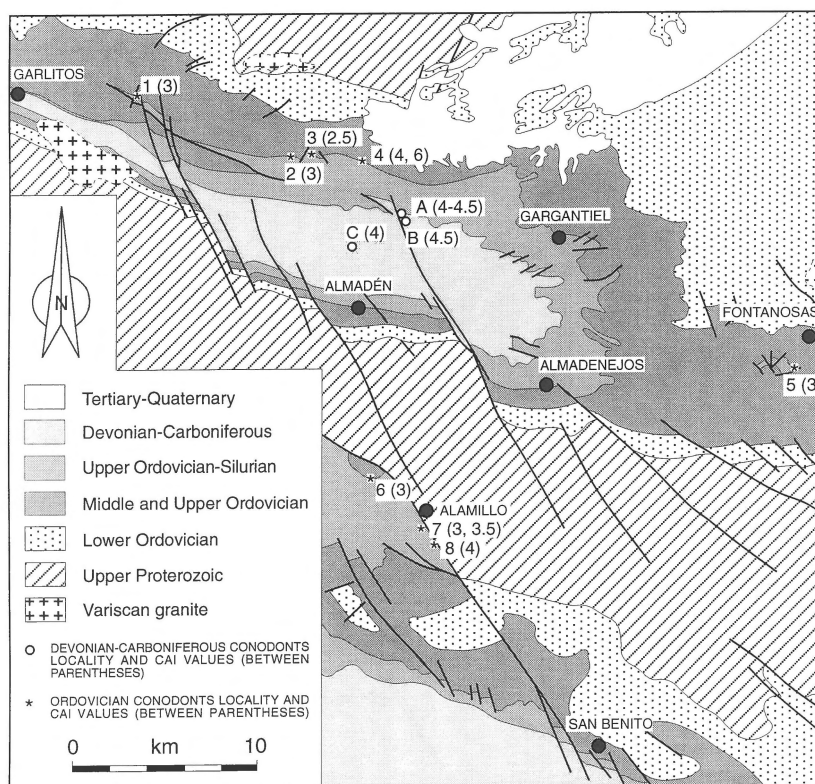 GARLITOS
1 (3)
3 (2.5)
2 (3)
4 (4, 6)
A (4-4.5)
B (4.5)
C (4)
GARGANTIEL
ALMADÉN
FONTANOSAS
ALMADENEJOS
5 (3
N
6 (3)
ALAMILLO
7 (3, 3.5)
8 (4)
SAN BENITO
Tertiary-Quaternary
Devonian-Carboniferous
Upper Ordovician-Silurian
Middle and Upper Ordovician
Lower Ordovician
Upper Proterozoic
Variscan granite
DEVONIAN-CARBONIFEROUS CONODONTS
LOCALITY AND CAI VALUES (BETWEEN
PARENTHESES)
* ORDOVICIAN CONODONTS LOCALITY AND
CAI VALUES (BETWEEN PARENTHESES)
0 km 10